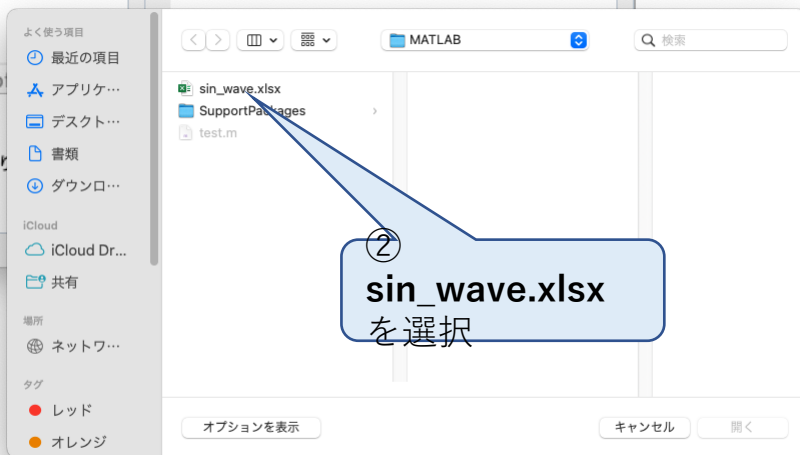 よく使う項目
最近の項目
アプリケ…
デスクト…
書類
ダウンロ…
iCloud
iCloud Dr...
共有
場所
ネットワ…
タグ
レッド
オレンジ
MATLAB
検索
sin_wave.xlsx
SupportPackages
test.m
②
sin_wave.xlsx
を選択
オプションを表示
キャンセル
開く